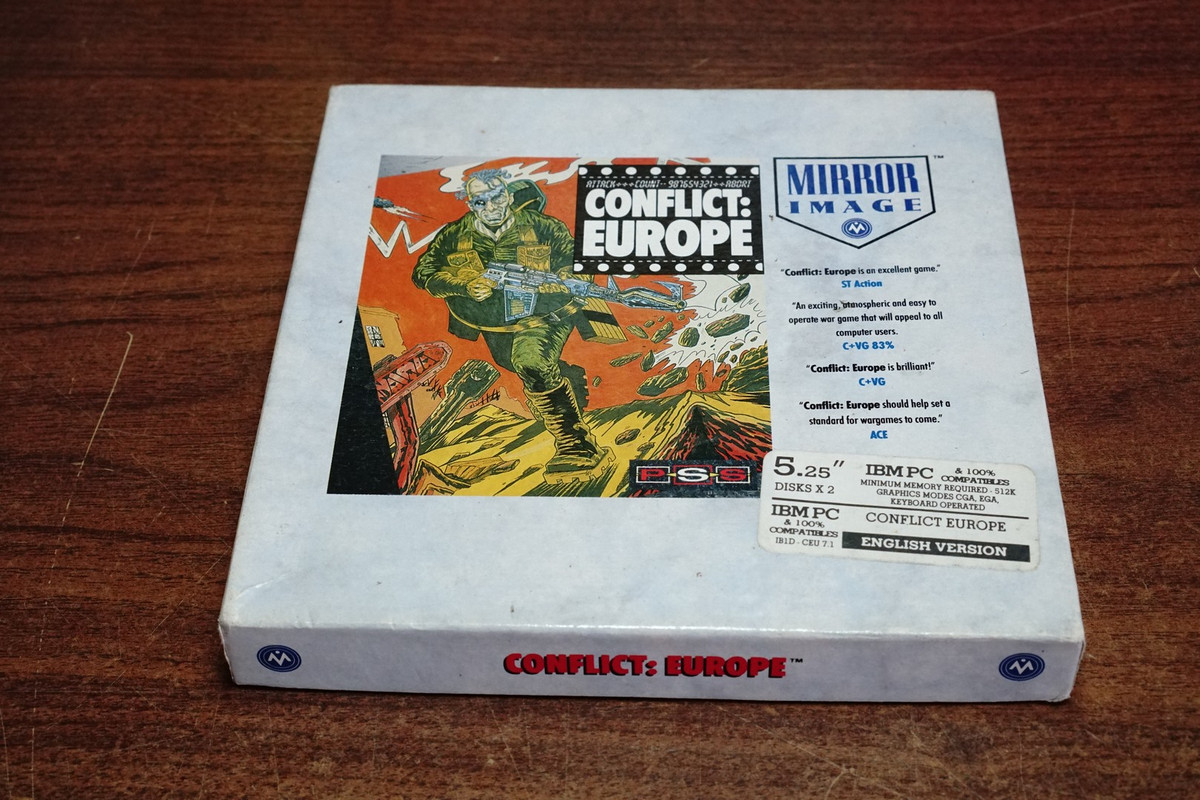 ATTACK+++COUNT--987654321++ABORT
CONFLICT:
EUROPE
MIRROR
IMAGE
M
™
"Conflict: Europe is an excellent game."
ST Action
"An exciting, atmospheric and easy to
operate war game that will appeal to all
computer users.
C+VG 83%
"Conflict: Europe is brilliant!"
C+VG
"Conflict: Europe should help set a
standard for wargames to come."
ACE
PSS
5.25"
DISKS X 2
IBM PC & 100%
COMPATIBLES
MINIMUM MEMORY REQUIRED - 512K
GRAPHICS MODES CGA, EGA,
KEYBOARD OPERATED
IBM PC
& 100%
COMPATIBLES
IB1D - CEU 7.1
CONFLICT EUROPE
ENGLISH VERSION
M
CONFLICT: EUROPE™
M